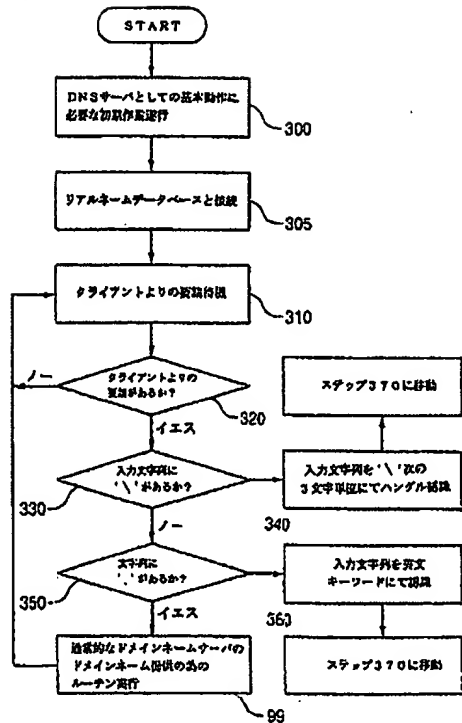 START
DNSサーバとしての基本動作に
必要な初期作業遂行
300
リアルネームデータベースと接続
305
クライアントよりの要請待機
310
ノー
クライアントよりの
要請があるか?
320
イエス
ステップ370に移動
入力文字列に
'\'があるか?
330
入力文字列を'\'次の
3文字単位にてハングル認識
340
ノー
文字列に
'.'があるか?
350
入力文字列を英文
キーワードにて認識
360
イエス
通常的なドメインネームサーバの
ドメインネーム提供の為の
ルーテン実行
99
ステップ370に移動